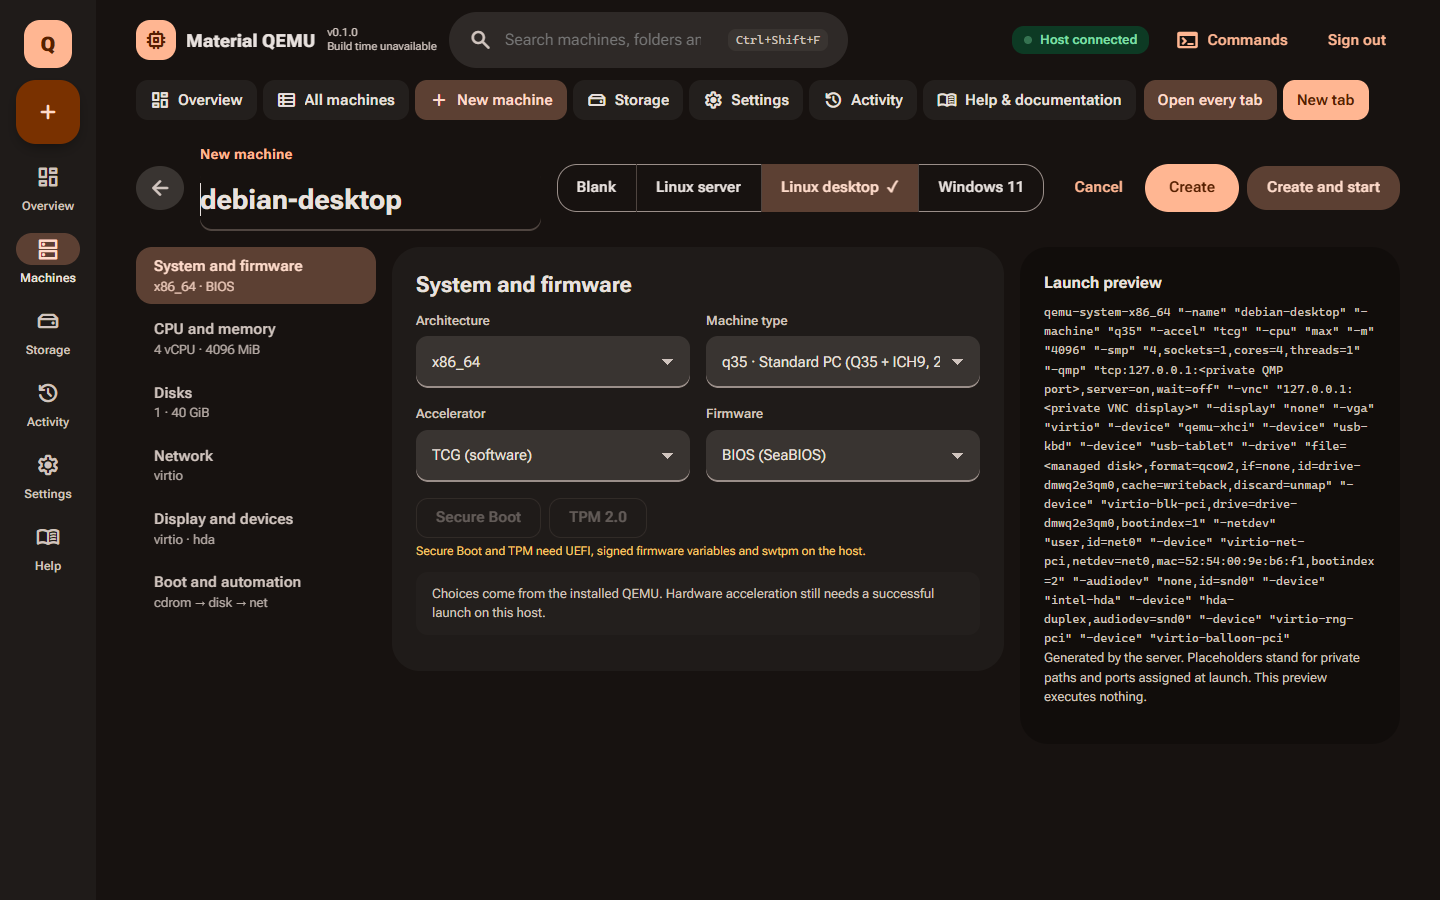 Q
Material QEMU
v0.1.0
Build time unavailable
Search machines, folders an
Ctrl+Shift+F
Host connected
Commands
Sign out
Overview
All machines
New machine
Storage
Settings
Activity
Help & documentation
Open every tab
New tab
Overview
Machines
Storage
Activity
Settings
Help
New machine
debian-desktop
Blank
Linux server
Linux desktop ✓
Windows 11
Cancel
Create
Create and start
System and firmware
x86_64 · BIOS
CPU and memory
4 vCPU · 4096 MiB
Disks
1 · 40 GiB
Network
virtio
Display and devices
virtio · hda
Boot and automation
cdrom → disk → net
System and firmware
Architecture
x86_64
Machine type
q35 · Standard PC (Q35 + ICH9, 2
Accelerator
TCG (software)
Firmware
BIOS (SeaBIOS)
Secure Boot
TPM 2.0
Secure Boot and TPM need UEFI, signed firmware variables and swtpm on the host.
Choices come from the installed QEMU. Hardware acceleration still needs a successful
launch on this host.
Launch preview
qemu-system-x86_64 "-name" "debian-desktop" "-
machine" "q35" "-accel" "tcg" "-cpu" "max" "-m"
"4096" "-smp" "4,sockets=1,cores=4,threads=1"
"-qmp" "tcp:127.0.0.1:<private QMP
port>,server=on,wait=off" "-vnc" "127.0.0.1:
<private VNC display>" "-display" "none" "-vga"
"virtio" "-device" "qemu-xhci" "-device" "usb-
kbd" "-device" "usb-tablet" "-drive" "file=
<managed disk>,format=qcow2,if=none,id=drive-
dmwq2e3qm0,cache=writeback,discard=unmap" "-
device" "virtio-blk-pci,drive=drive-
dmwq2e3qm0,bootindex=1" "-netdev"
"user,id=net0" "-device" "virtio-net-
pci,netdev=net0,mac=52:54:00:9e:b6:f1,bootindex
=2" "-audiodev" "none,id=snd0" "-device"
"intel-hda" "-device" "hda-
duplex,audiodev=snd0" "-device" "virtio-rng-
pci" "-device" "virtio-balloon-pci"
Generated by the server. Placeholders stand for private
paths and ports assigned at launch. This preview
executes nothing.